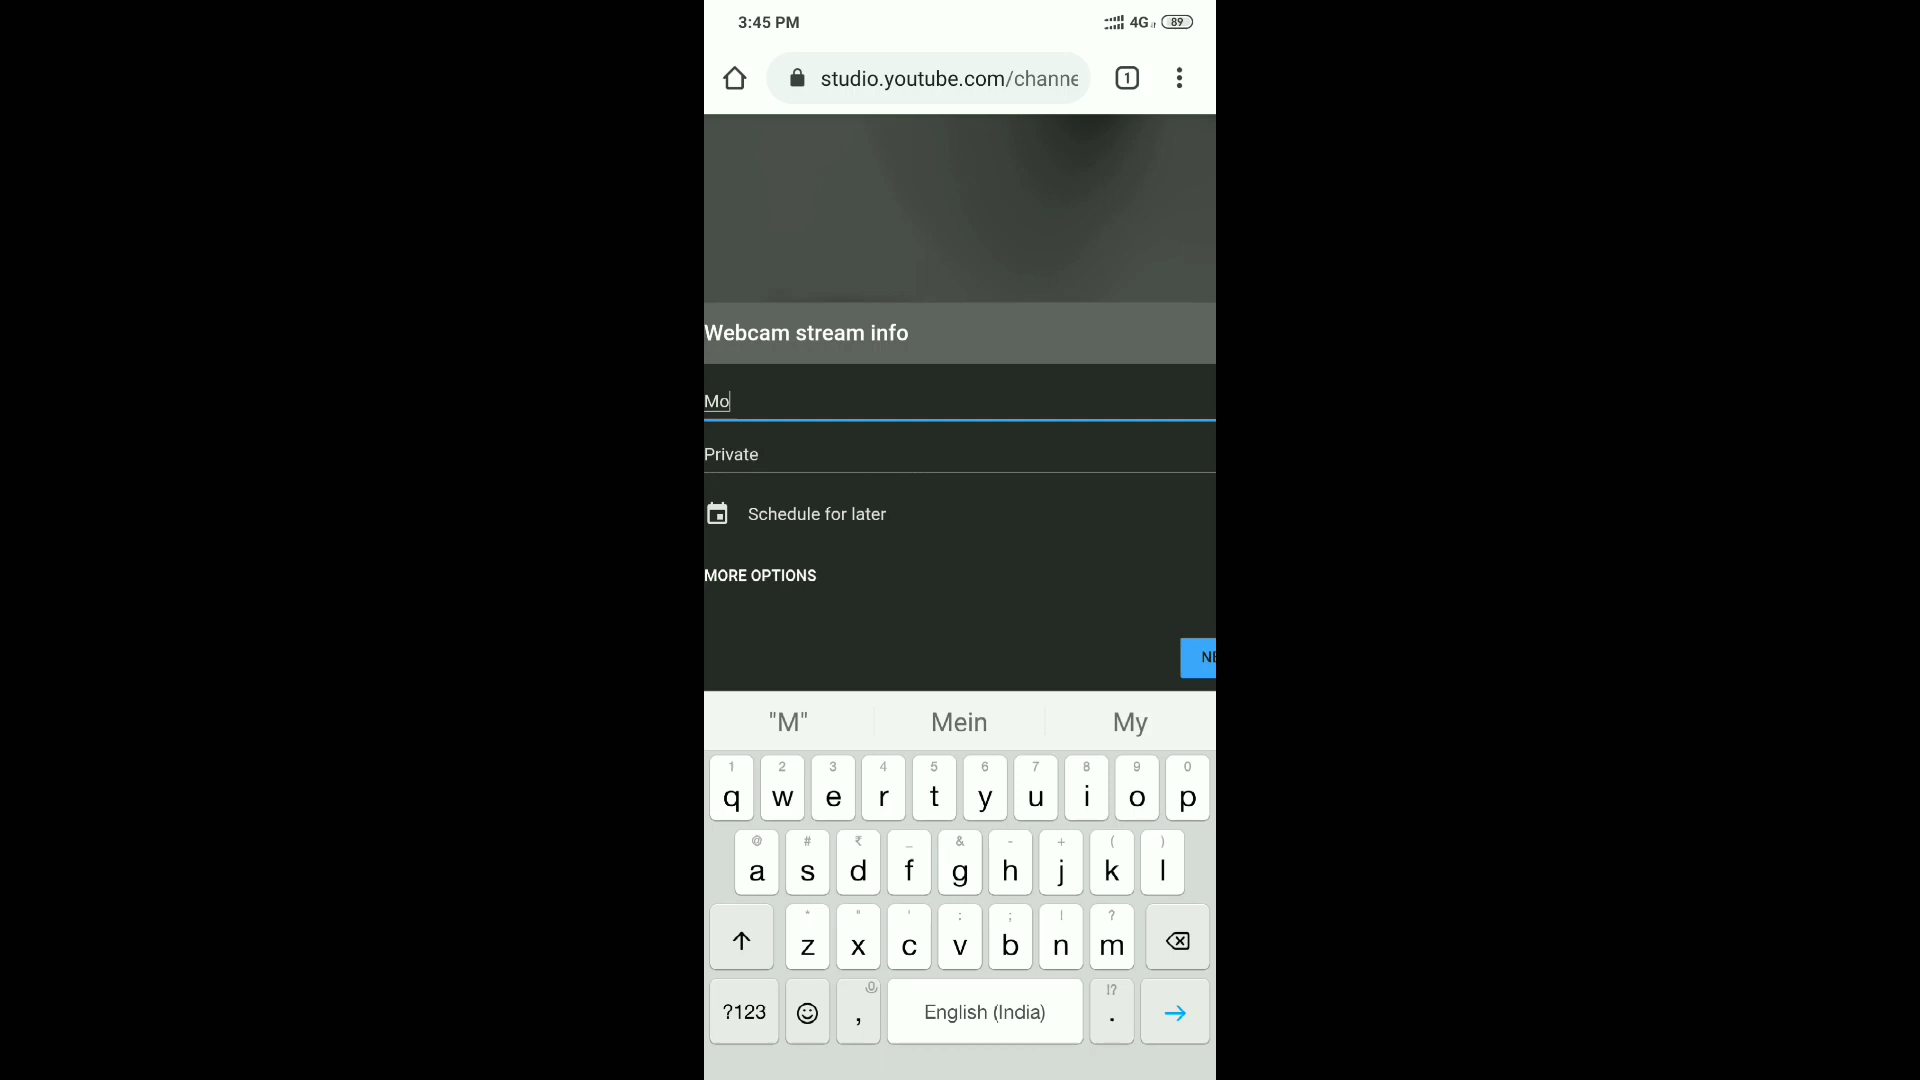 3:45 PM 4G 89
studio.youtube.com/channe 1
Webcam stream info
Mo
Private
Schedule for later
MORE OPTIONS
NE
"M" Mein My
1 2 3 4 5 6 7 8 9 0
q w e r t y u i o p
@ # ₹ _ & - + ( )
a s d f g h j k l
* " ' : ; ! ?
z x c v b n m
!?
?123 , English (India) .